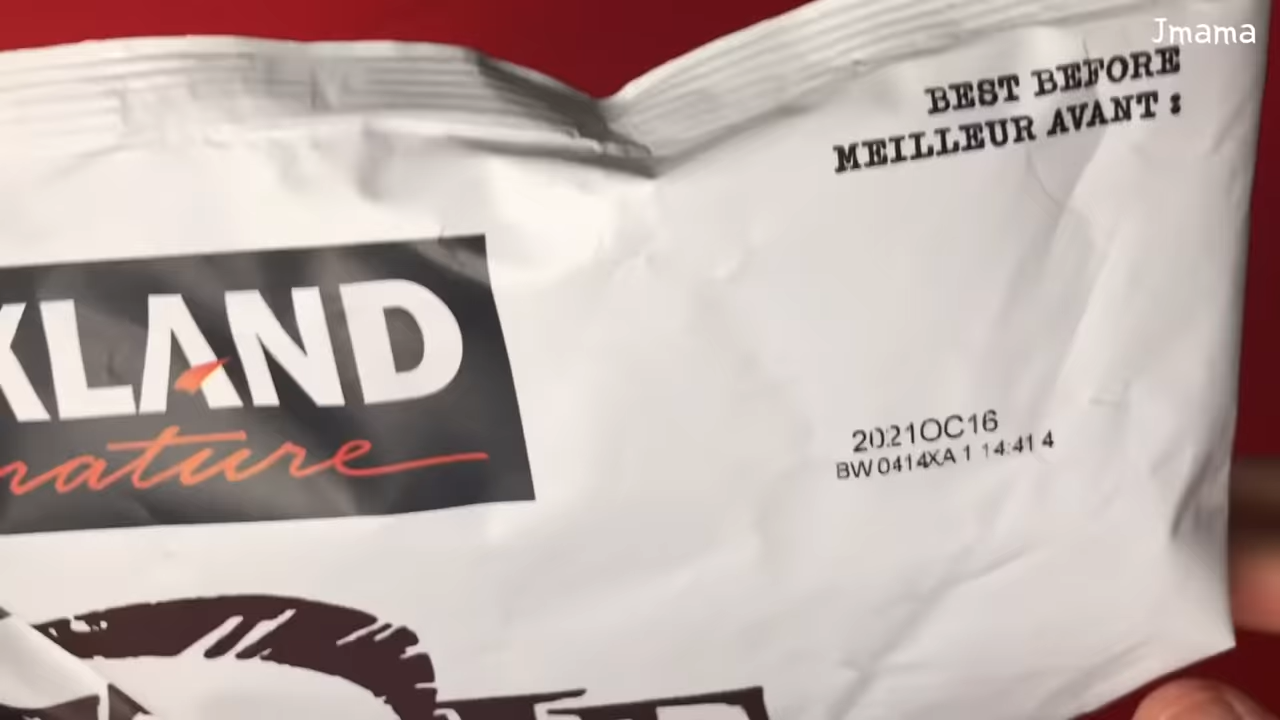 Jmama
BEST BEFORE
MEILLEUR AVANT :
KLAND
nature
2021OC16
BW 0414XA 1 14:41 4